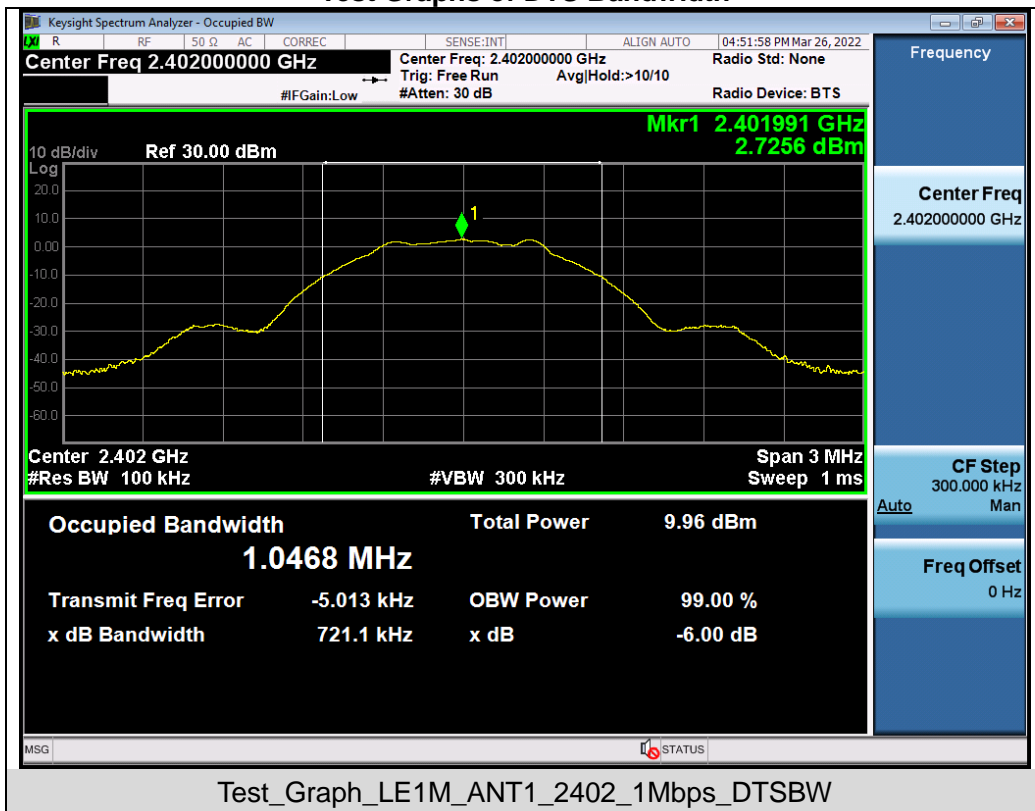 Keysight Spectrum Analyzer - Occupied BW
LXI R RF 50 Ω AC CORREC SENSE:INT ALIGN AUTO 04:51:58 PM Mar 26, 2022
Center Freq 2.402000000 GHz
Center Freq: 2.402000000 GHz Radio Std: None
Trig: Free Run Avg|Hold:>10/10
#IFGain:Low #Atten: 30 dB Radio Device: BTS
Frequency
Mkr1 2.401991 GHz
2.7256 dBm
10 dB/div Ref 30.00 dBm
Log
20.0
10.0
0.00
-10.0
-20.0
-30.0
-40.0
-50.0
-60.0
1
Center 2.402 GHz Span 3 MHz
#Res BW 100 kHz #VBW 300 kHz Sweep 1 ms
Center Freq
2.402000000 GHz
CF Step
300.000 kHz
Auto Man
Freq Offset
0 Hz
Occupied Bandwidth Total Power 9.96 dBm
1.0468 MHz
Transmit Freq Error -5.013 kHz OBW Power 99.00 %
x dB Bandwidth 721.1 kHz x dB -6.00 dB
MSG STATUS
Test_Graph_LE1M_ANT1_2402_1Mbps_DTSBW